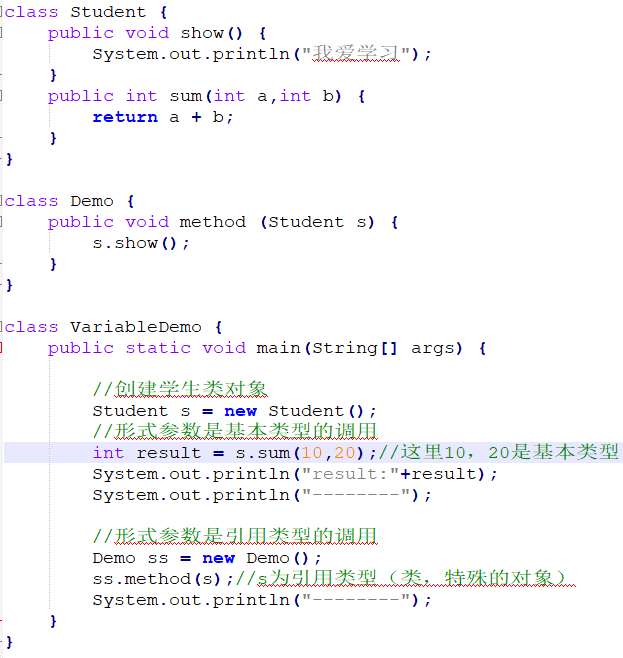 class Student {
    public void show() {
        System.out.println("我爱学习");
    }
    public int sum(int a,int b) {
        return a + b;
    }
}

class Demo {
    public void method (Student s) {
        s.show();
    }
}

class VariableDemo {
    public static void main(String[] args) {

        //创建学生类对象
        Student s = new Student();
        //形式参数是基本类型的调用
        int result = s.sum(10,20);//这里10，20是基本类型
        System.out.println("result:"+result);
        System.out.println("--------");

        //形式参数是引用类型的调用
        Demo ss = new Demo();
        ss.method(s);//s为引用类型（类，特殊的对象）
        System.out.println("--------");
    }
}